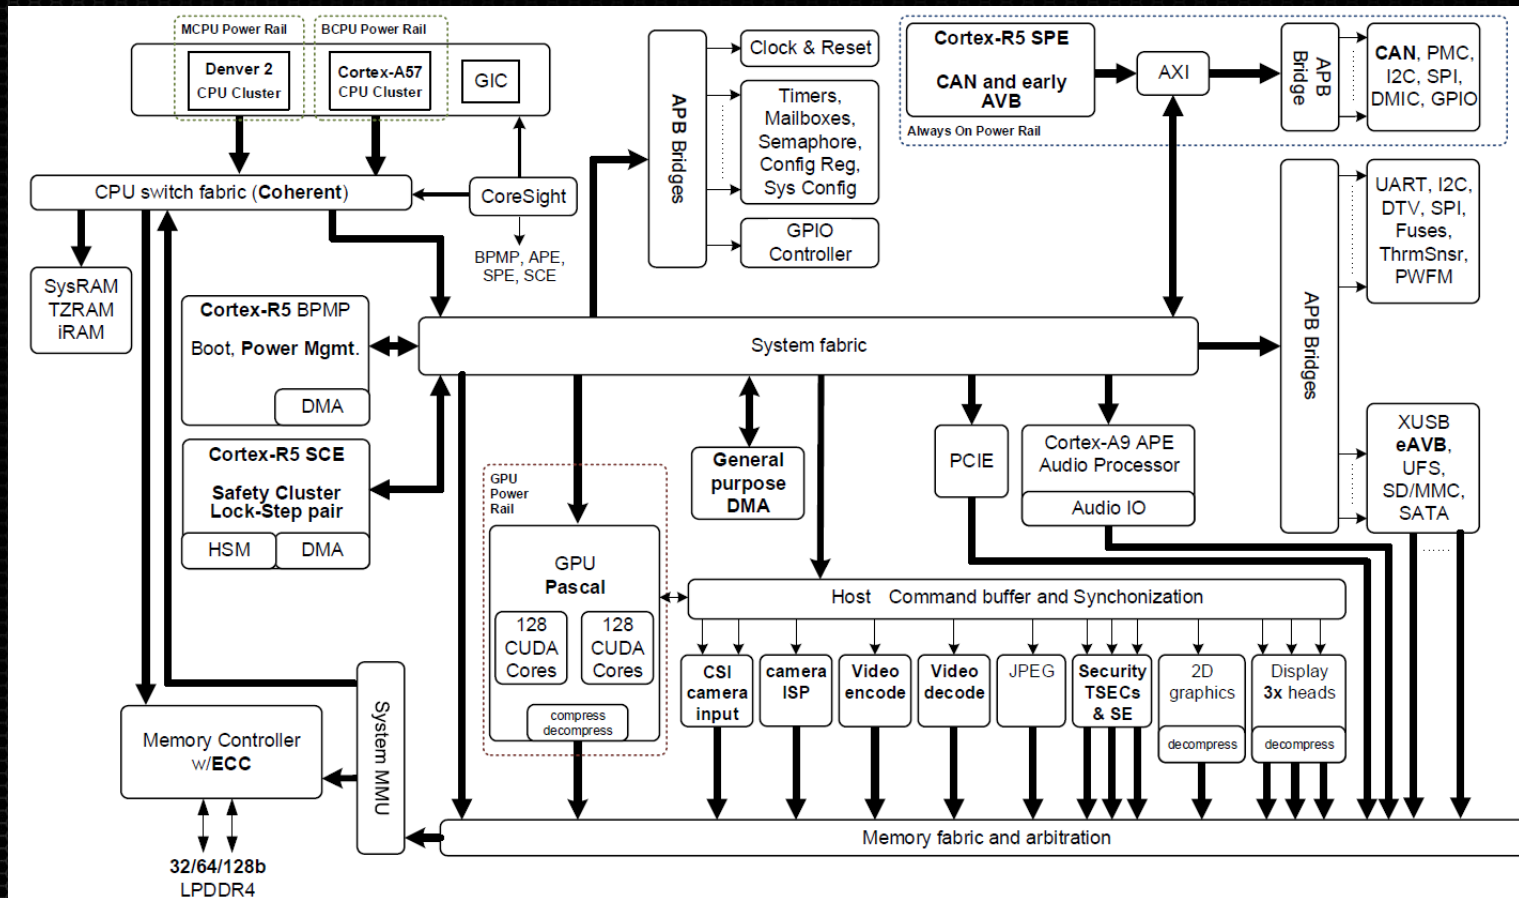 MCPU Power Rail
BCPU Power Rail
Denver 2
CPU Cluster
Cortex-A57
CPU Cluster
GIC
CPU switch fabric (Coherent)
CoreSight
BPMP, APE,
SPE, SCE
SysRAM
TZRAM
iRAM
APB Bridges
Clock & Reset
Timers,
Mailboxes,
Semaphore,
Config Reg,
Sys Config
GPIO
Controller
Cortex-R5 SPE
CAN and early
AVB
AXI
APB
Bridge
CAN, PMC,
I2C, SPI,
DMIC, GPIO
Always On Power Rail
APB Bridges
UART, I2C,
DTV, SPI,
Fuses,
ThrmSnsr,
PWFM
XUSB
eAVB,
UFS,
SD/MMC,
SATA
......
Cortex-R5 BPMP
Boot, Power Mgmt.
DMA
System fabric
Cortex-R5 SCE
Safety Cluster
Lock-Step pair
HSM
DMA
GPU
Power
Rail
GPU
Pascal
128
CUDA
Cores
128
CUDA
Cores
compress
decompress
General
purpose
DMA
PCIE
Cortex-A9 APE
Audio Processor
Audio IO
Host Command buffer and Synchonization
CSI
camera
input
camera
ISP
Video
encode
Video
decode
JPEG
Security
TSECs
& SE
2D
graphics
decompress
Display
3x heads
decompress
System MMU
Memory Controller
w/ECC
32/64/128b
LPDDR4
Memory fabric and arbitration